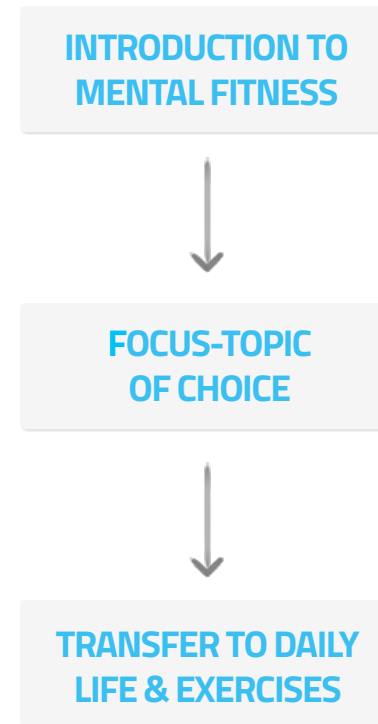 INTRODUCTION TO
MENTAL FITNESS
FOCUS-TOPIC
OF CHOICE
TRANSFER TO DAILY
LIFE & EXERCISES